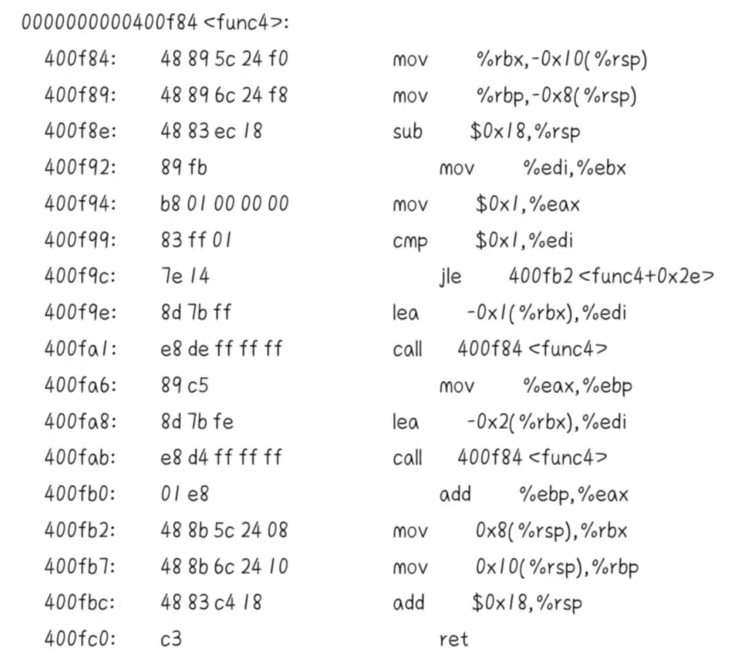 0000000000400f84 <func4>:
400f84: 48 89 5c 24 f0 mov %rbx,-0x10(%rsp)
400f89: 48 89 6c 24 f8 mov %rbp,-0x8(%rsp)
400f8e: 48 83 ec 18 sub $0x18,%rsp
400f92: 89 fb mov %edi,%ebx
400f94: b8 01 00 00 00 mov $0x1,%eax
400f99: 83 ff 01 cmp $0x1,%edi
400f9c: 7e 14 jle 400fb2 <func4+0x2e>
400f9e: 8d 7b ff lea -0x1(%rbx),%edi
400fa1: e8 de ff ff ff call 400f84 <func4>
400fa6: 89 c5 mov %eax,%ebp
400fa8: 8d 7b fe lea -0x2(%rbx),%edi
400fab: e8 d4 ff ff ff call 400f84 <func4>
400fb0: 01 e8 add %ebp,%eax
400fb2: 48 8b 5c 24 08 mov 0x8(%rsp),%rbx
400fb7: 48 8b 6c 24 10 mov 0x10(%rsp),%rbp
400fbc: 48 83 c4 18 add $0x18,%rsp
400fc0: c3 ret